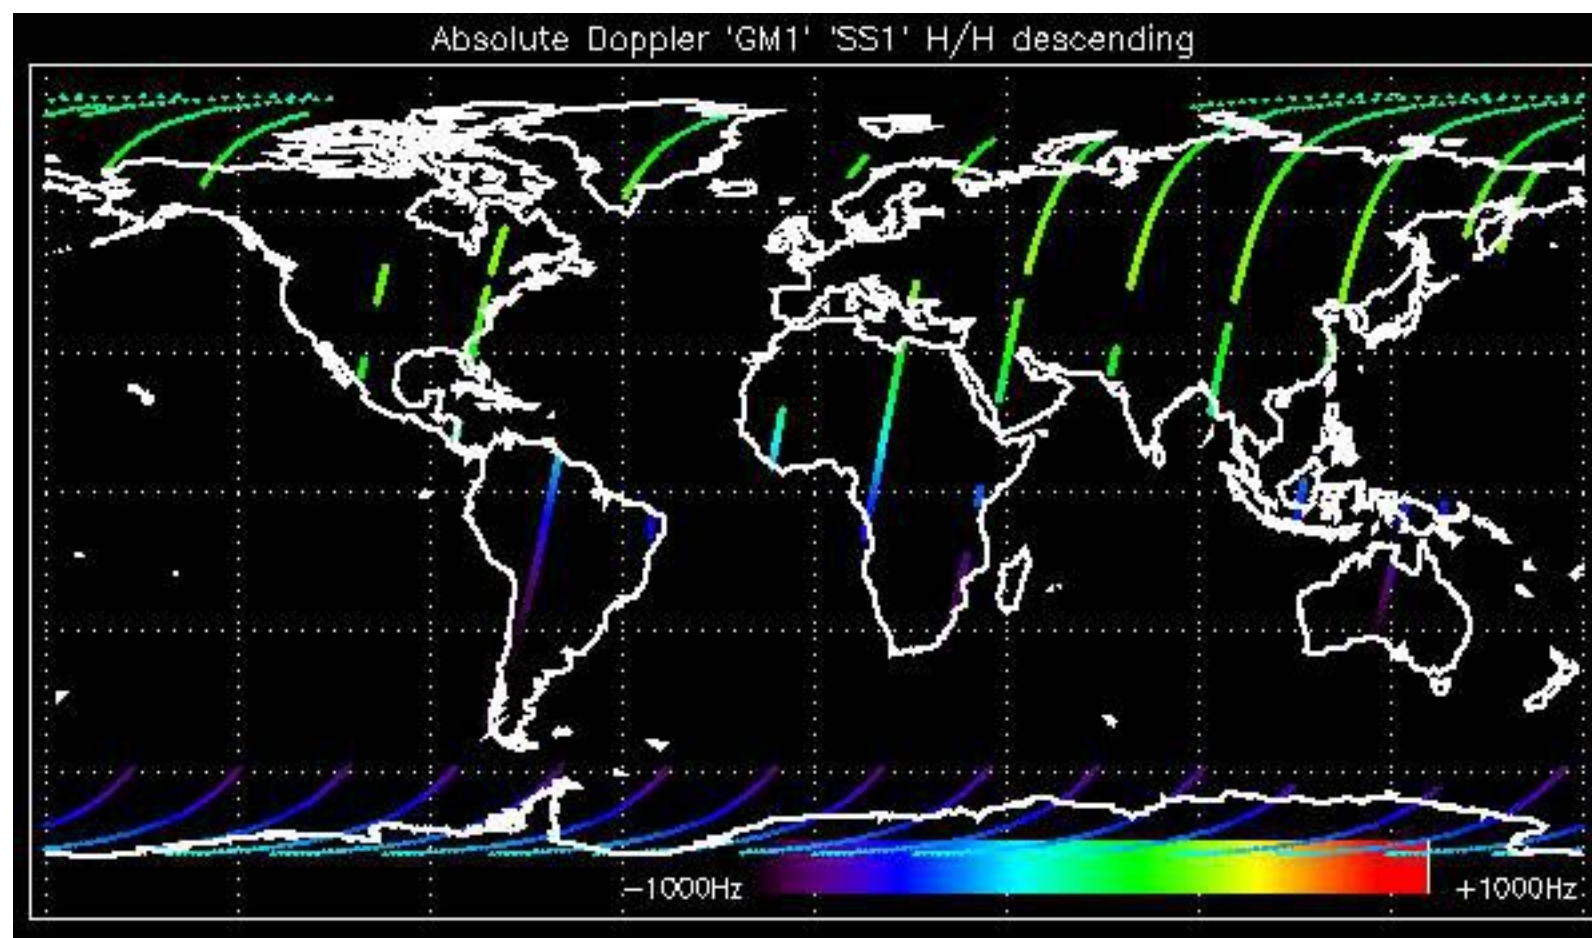 Absolute Doppler 'GM1' 'SS1' H/H descending
-1000Hz +1000Hz